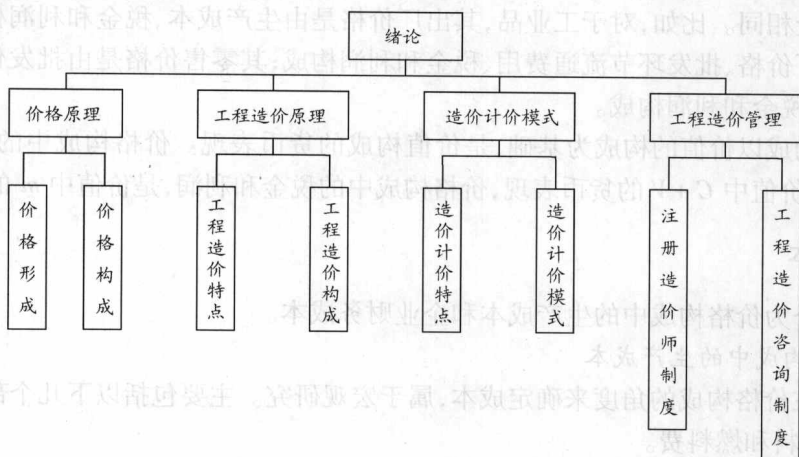 绪论
价格原理
工程造价原理
造价计价模式
工程造价管理
价格形成
价格构成
工程造价特点
工程造价构成
造价计价特点
造价计价模式
注册造价师制度
工程造价咨询制度